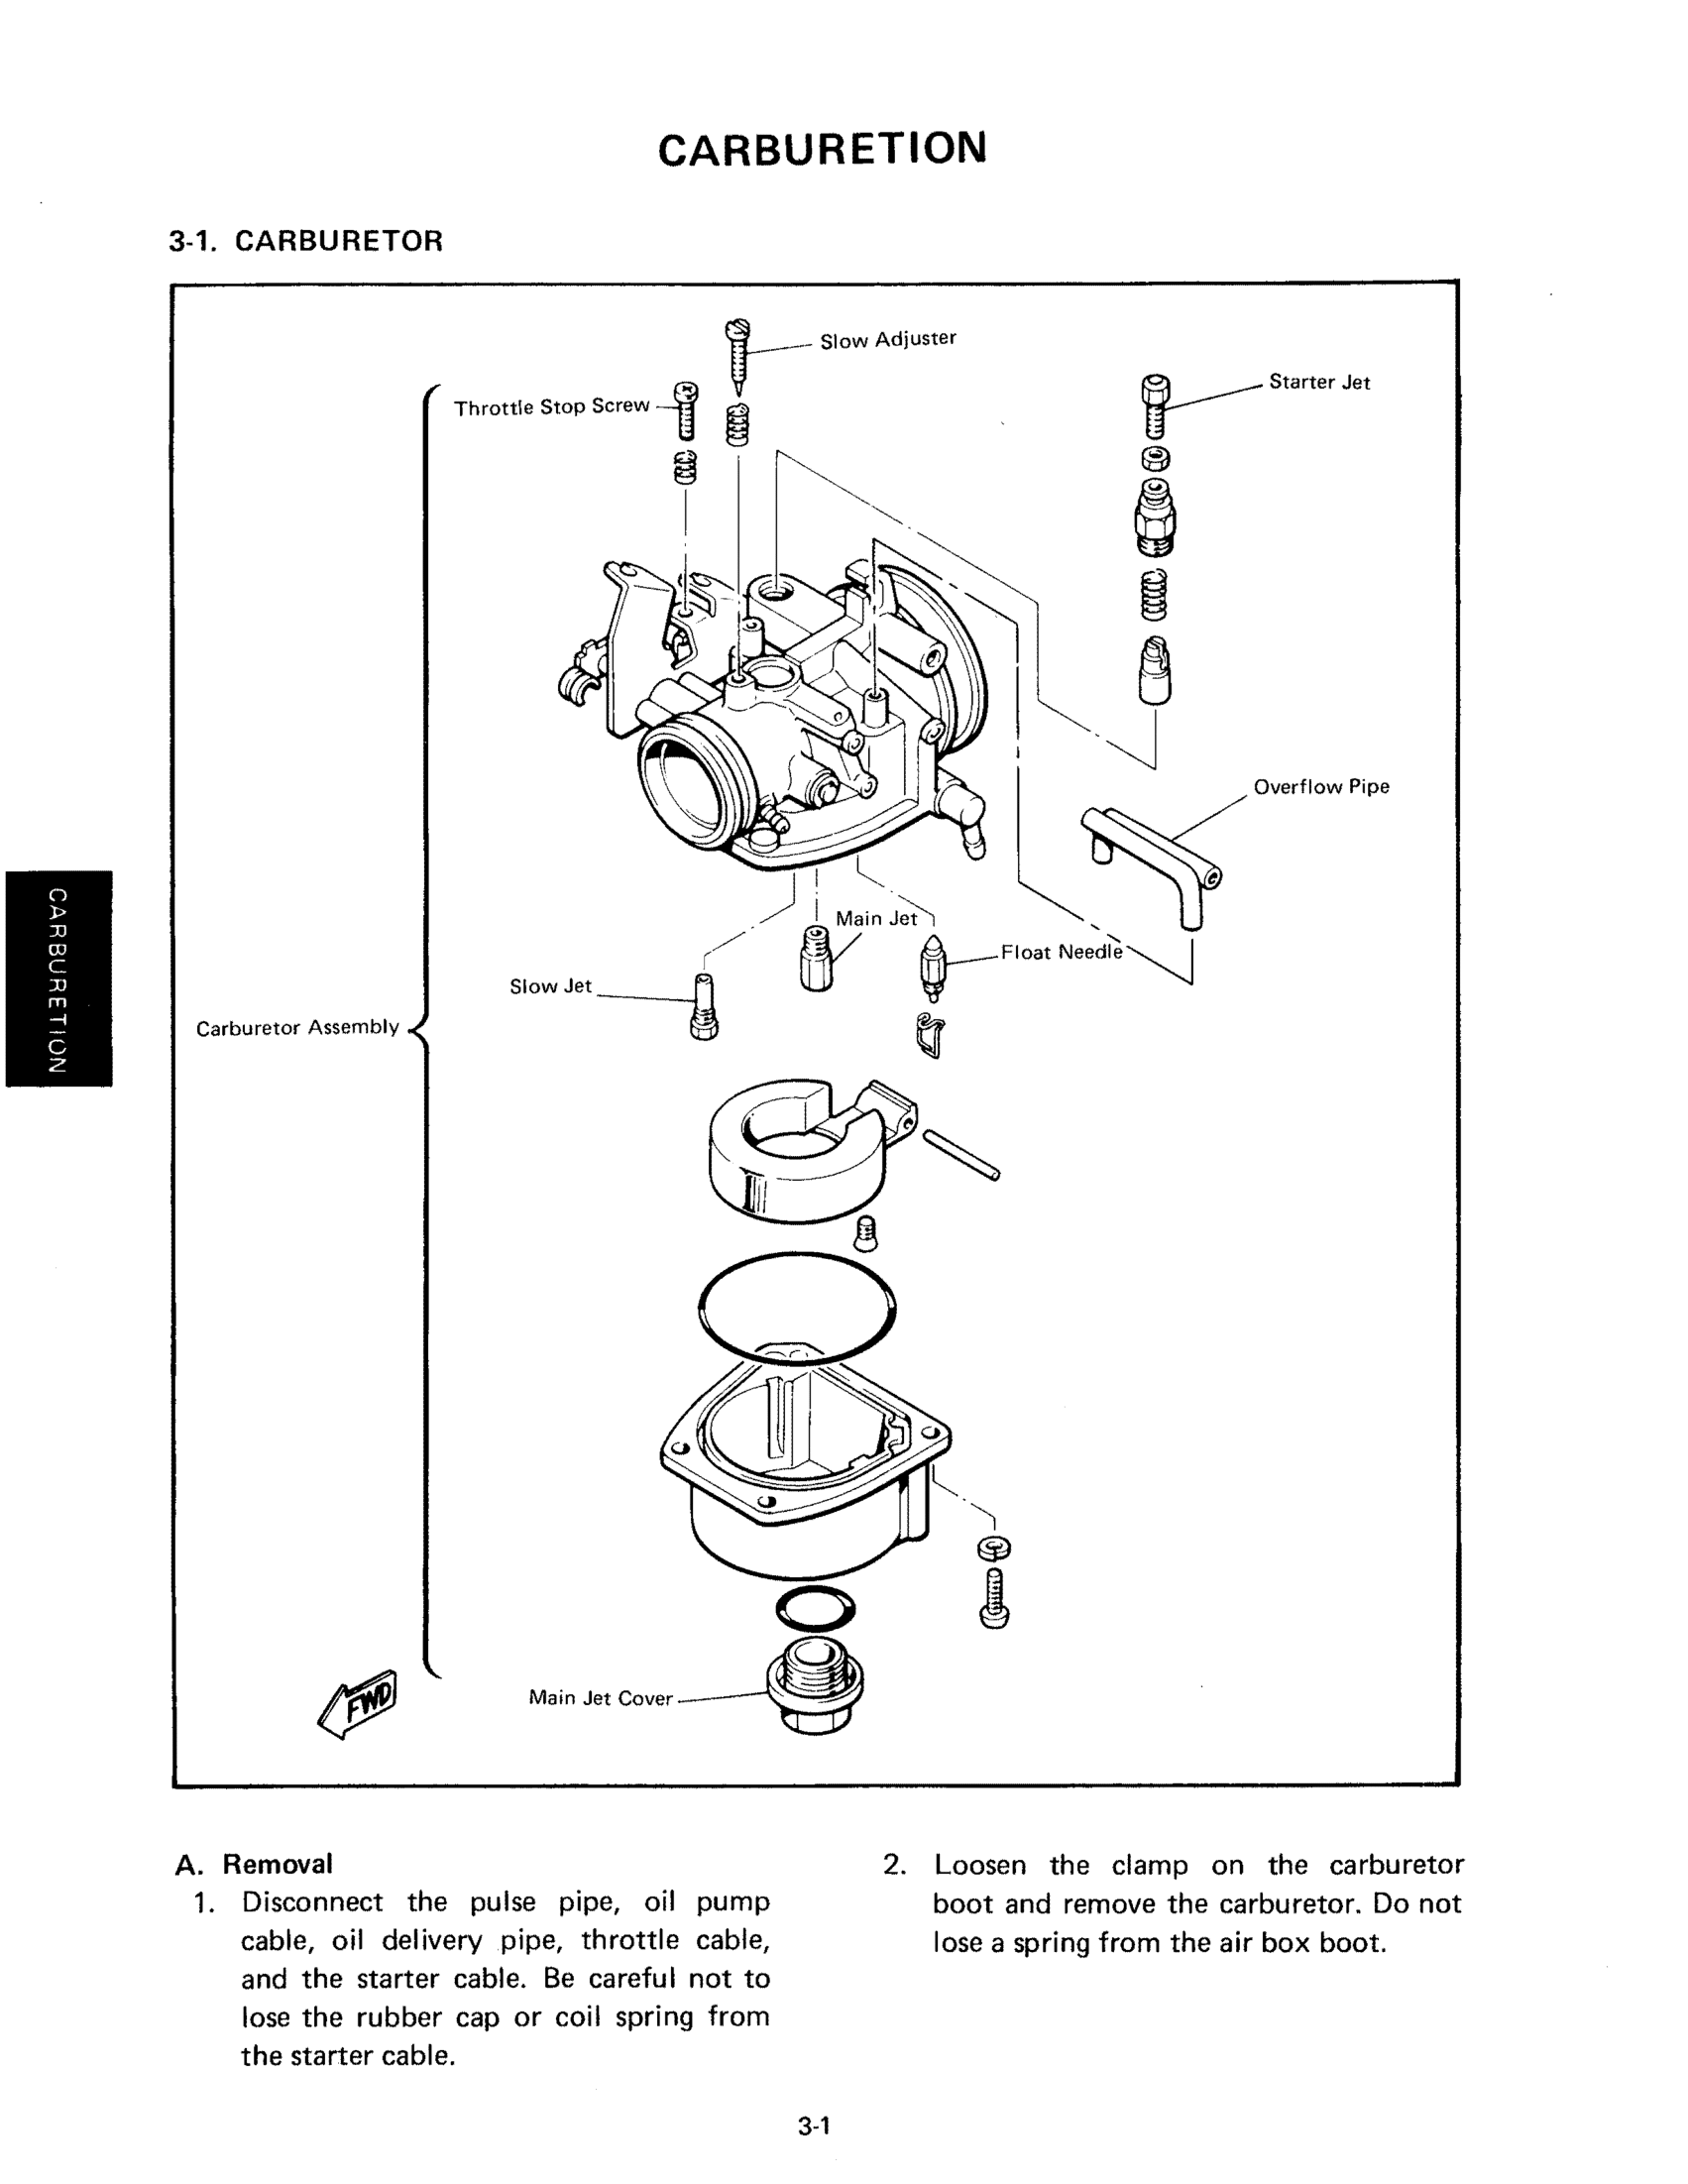 CARBURETION
3-1. CARBURETOR
Slow Adjuster
Starter Jet
Throttle Stop Screw
Overflow Pipe
Main Jet
Float Needle
Slow Jet
Carburetor Assembly
CARBURETION
Main Jet Cover
FWD
A. Removal
1. Disconnect the pulse pipe, oil pump
cable, oil delivery pipe, throttle cable,
and the starter cable. Be careful not to
lose the rubber cap or coil spring from
the starter cable.
2. Loosen the clamp on the carburetor
boot and remove the carburetor. Do not
lose a spring from the air box boot.
3-1